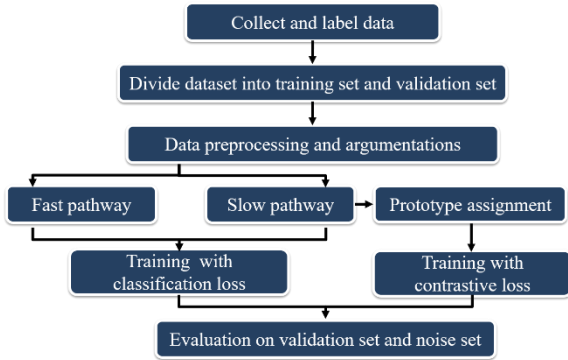 Collect and label data
Divide dataset into training set and validation set
Data preprocessing and argumentations
Fast pathway
Slow pathway
Prototype assignment
Training with
classification loss
Training with
contrastive loss
Evaluation on validation set and noise set